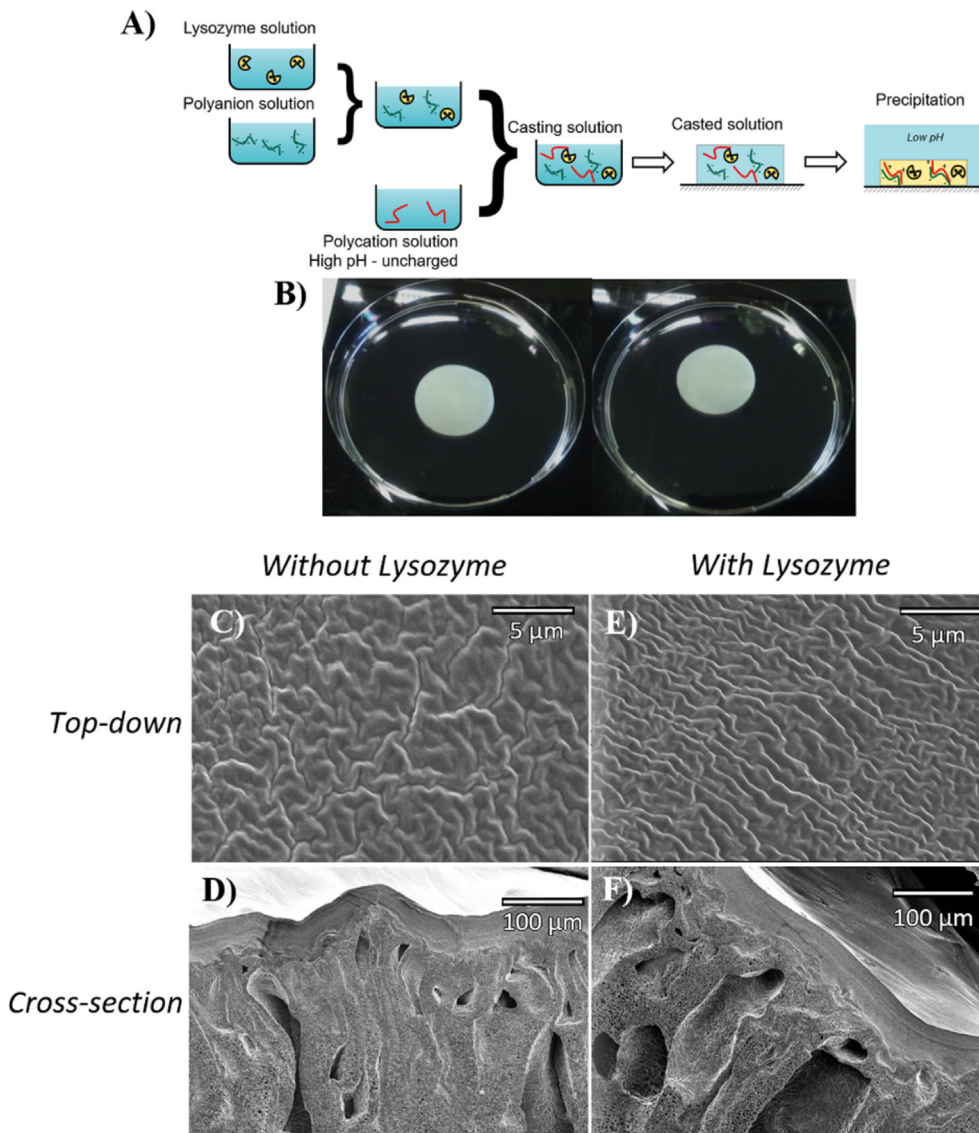 A)
Lysozyme solution
Polyanion solution
Polycation solution
High pH - uncharged
Casting solution
Casted solution
Precipitation
Low pH
B)
Without Lysozyme
With Lysozyme
Top-down
C)
5 µm
E)
5 µm
Cross-section
D)
100 µm
F)
100 µm